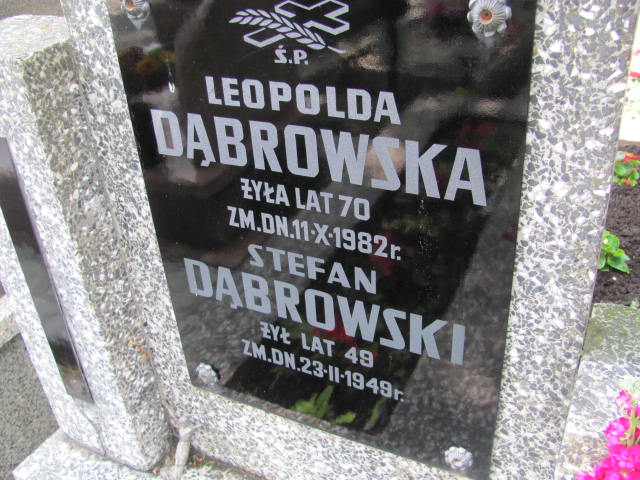 Ś.P.
LEOPOLDA
DĄBROWSKA
ŻYŁA LAT 70
ZM.DN.11·X·1982r.
STEFAN
DĄBROWSKI
ŻYŁ LAT 49
ZM.DN.23·II·1949r.